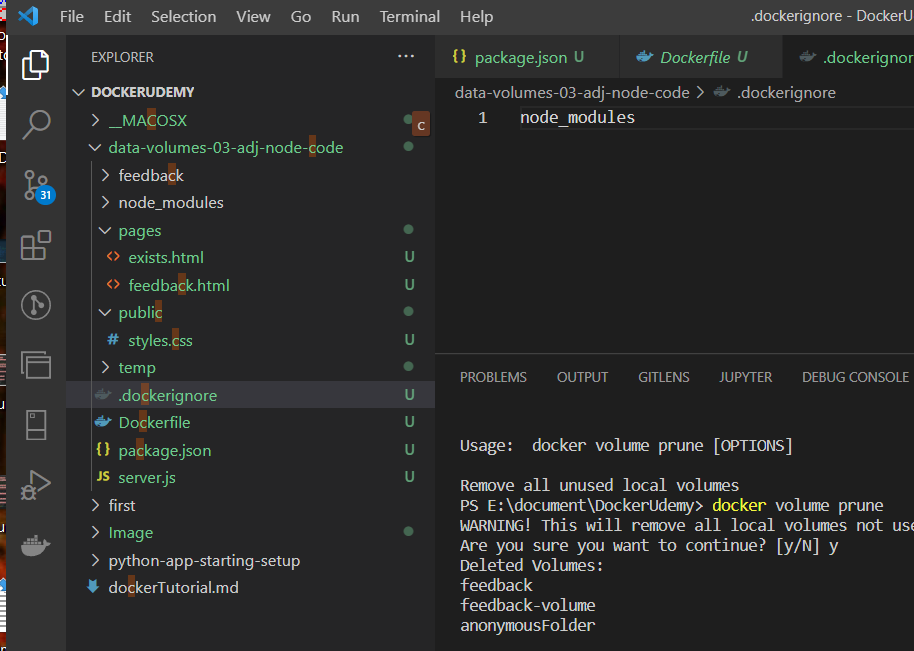 File Edit Selection View Go Run Terminal Help .dockerignore - DockerU
EXPLORER ...
DOCKERUDEMY
__MACOSX
c
data-volumes-03-adj-node-code
feedback
node_modules
pages
exists.html U
feedback.html U
public
# styles.css U
temp
.dockerignore U
Dockerfile U
{} package.json U
JS server.js U
first
Image
python-app-starting-setup
dockerTutorial.md
31
{} package.json U Dockerfile U .dockerignor
data-volumes-03-adj-node-code > .dockerignore
1 node_modules
PROBLEMS OUTPUT GITLENS JUPYTER DEBUG CONSOLE
Usage: docker volume prune [OPTIONS]
Remove all unused local volumes
PS E:\document\DockerUdemy> docker volume prune
WARNING! This will remove all local volumes not use
Are you sure you want to continue? [y/N] y
Deleted Volumes:
feedback
feedback-volume
anonymousFolder